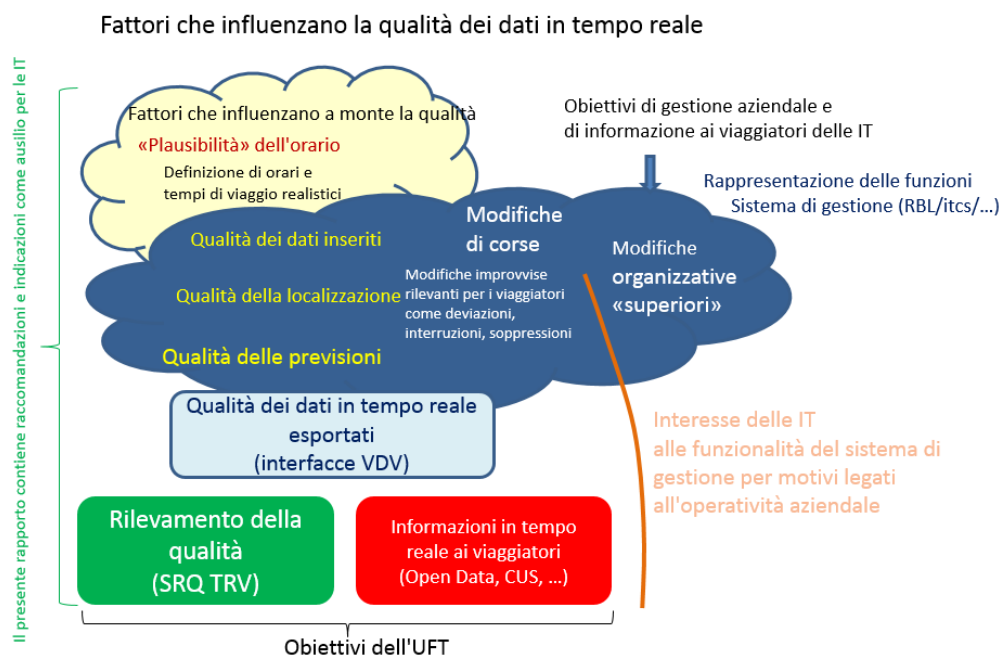 Fattori che influenzano la qualità dei dati in tempo reale
Il presente rapporto contiene raccomandazioni e indicazioni come ausilio per le IT
Fattori che influenzano a monte la qualità
«Plausibilità» dell'orario
Definizione di orari e
tempi di viaggio realistici
Obiettivi di gestione aziendale e
di informazione ai viaggiatori delle IT
Rappresentazione delle funzioni
Sistema di gestione (RBL/itcs/...)
Qualità dei dati inseriti
Qualità della localizzazione
Qualità delle previsioni
Modifiche
di corse
Modifiche improvvise
rilevanti per i viaggiatori
come deviazioni,
interruzioni, soppressioni
Modifiche
organizzative
«superiori»
Qualità dei dati in tempo reale
esportati
(interfacce VDV)
Interesse delle IT
alle funzionalità del sistema di
gestione per motivi legati
all'operatività aziendale
Rilevamento della
qualità
(SRQ TRV)
Informazioni in tempo
reale ai viaggiatori
(Open Data, CUS, ...)
Obiettivi dell'UFT